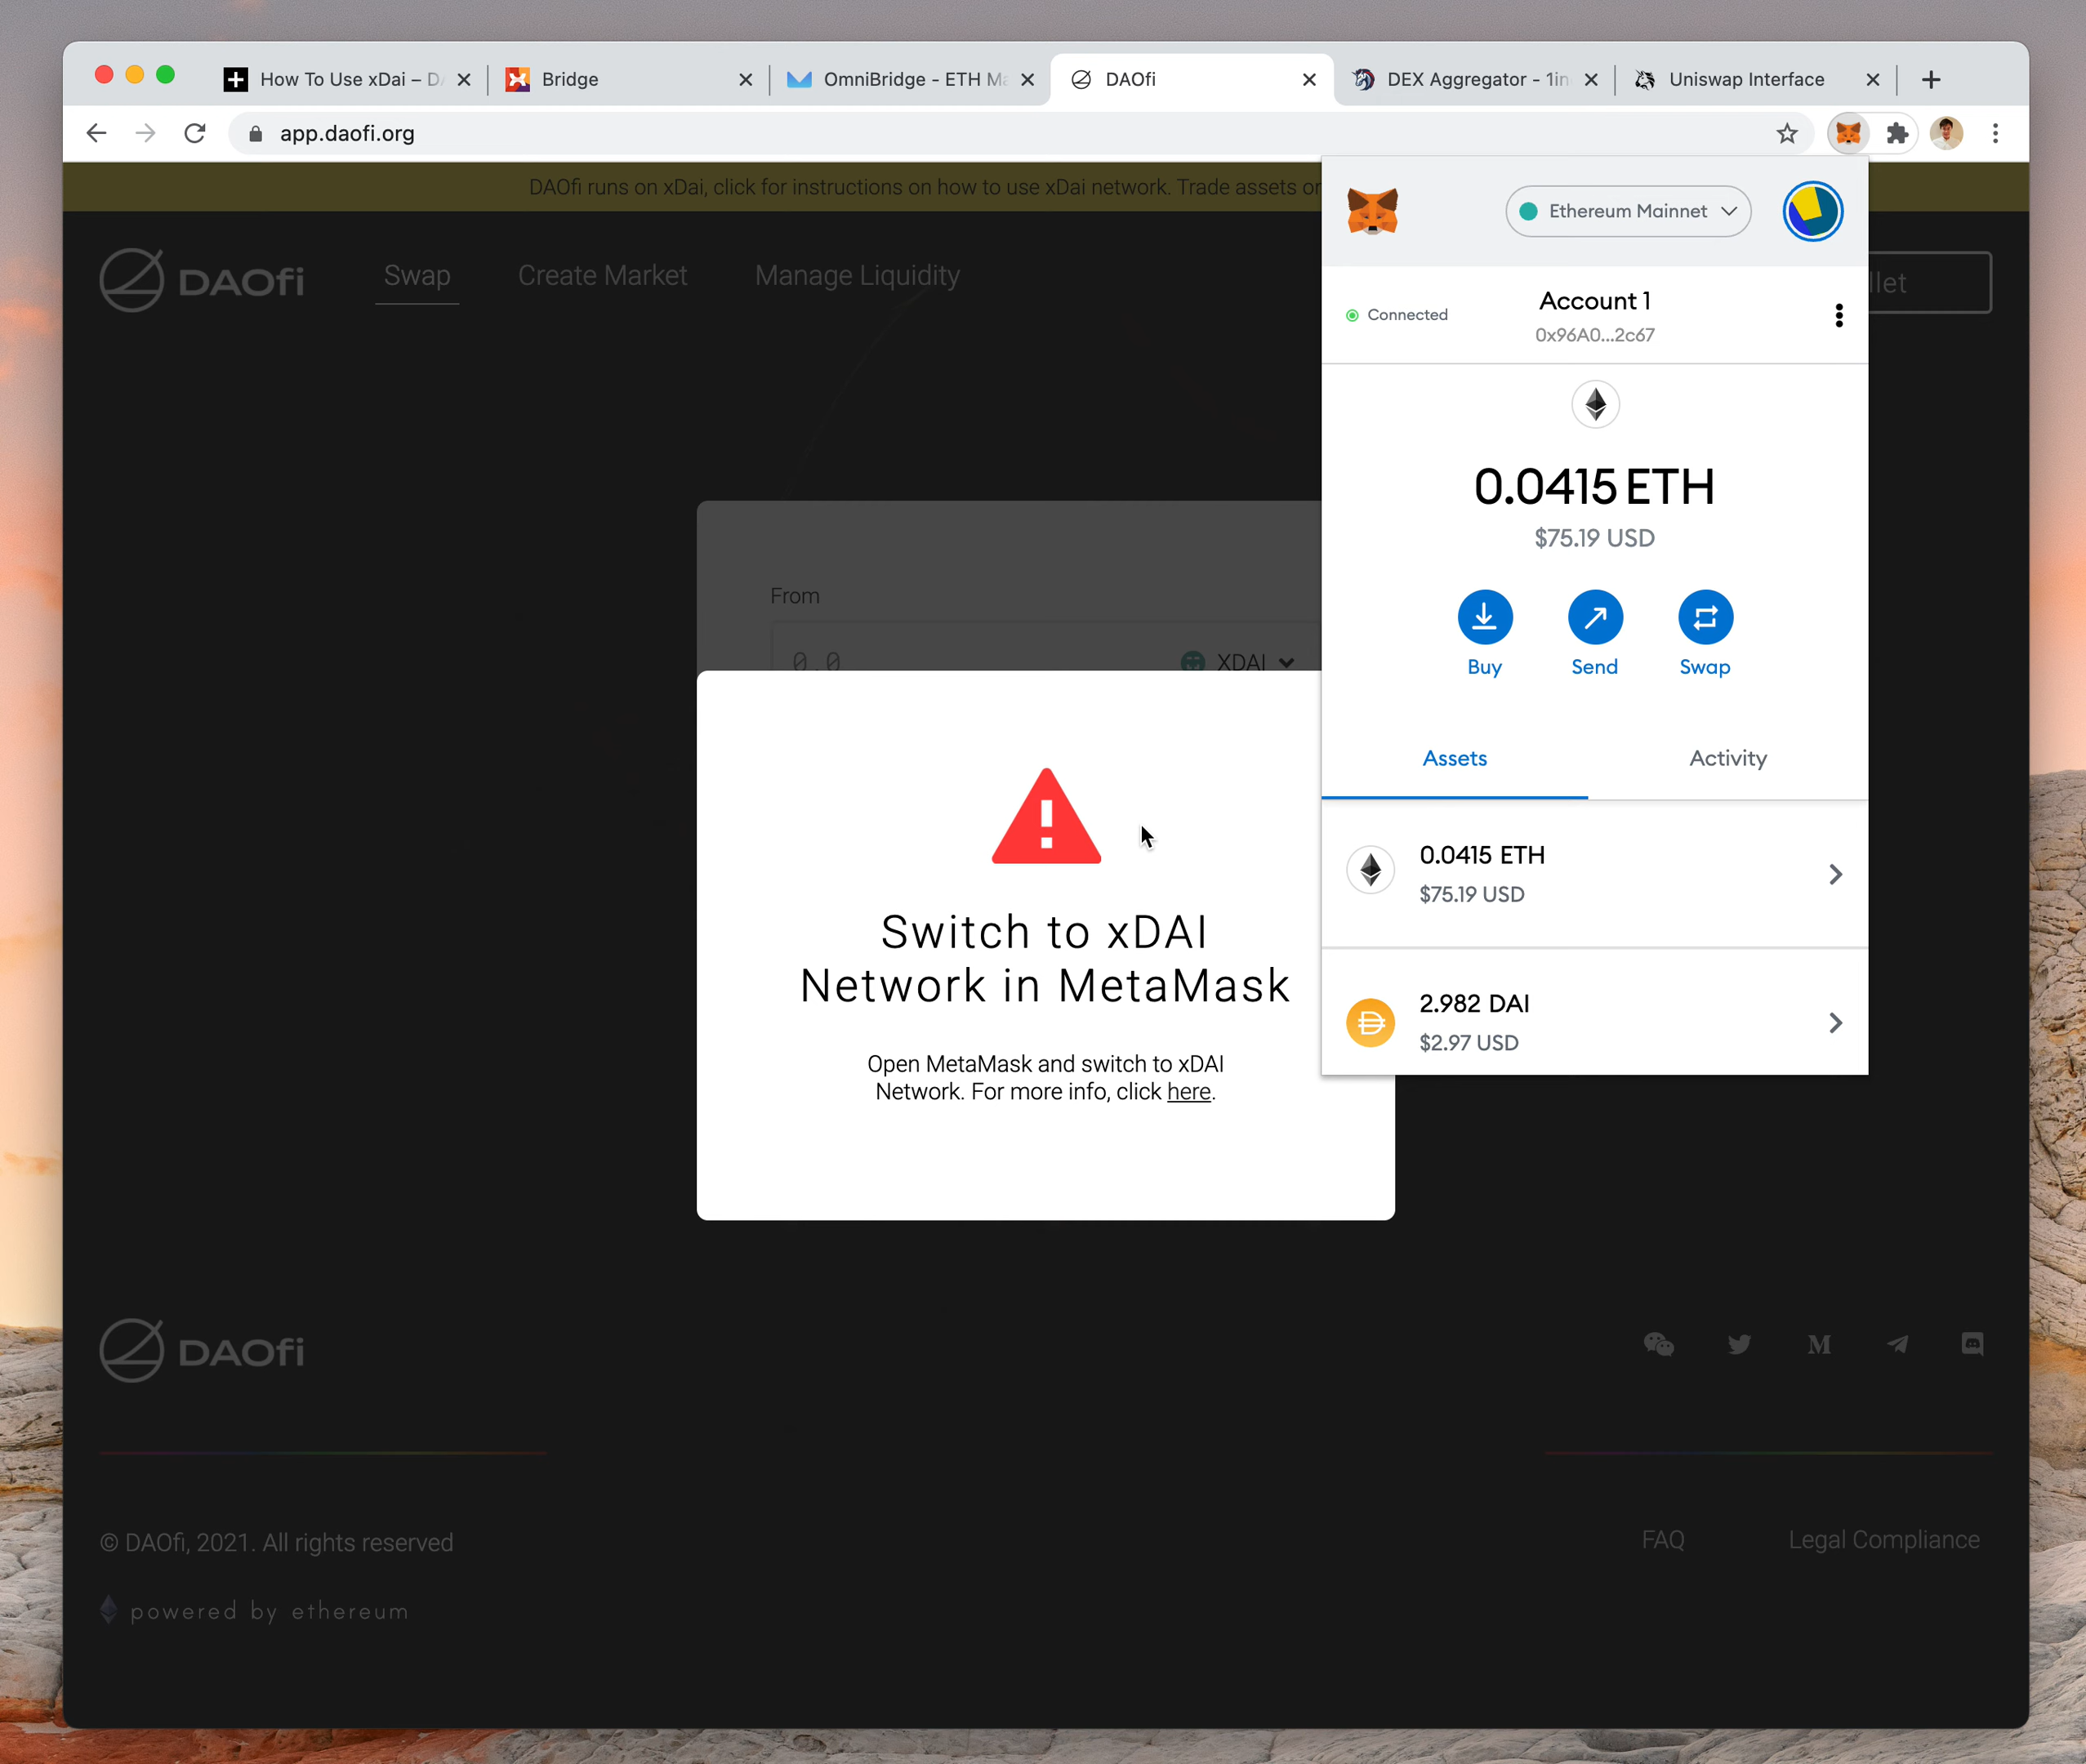 How To Use xDai – DA
Bridge
OmniBridge - ETH Ma
DAOfi
DEX Aggregator - 1in
Uniswap Interface
app.daofi.org
DAOfi runs on xDai, click for instructions on how to use xDai network. Trade assets on
DAOfi
Swap
Create Market
Manage Liquidity
llet
Ethereum Mainnet
Connected
Account 1
0x96A0...2c67
0.0415 ETH
$75.19 USD
Buy
Send
Swap
Assets
Activity
0.0415 ETH
$75.19 USD
2.982 DAI
$2.97 USD
From
0.0
XDAI
Switch to xDAI
Network in MetaMask
Open MetaMask and switch to xDAI
Network. For more info, click here.
DAOfi
© DAOfi, 2021. All rights reserved
FAQ
Legal Compliance
powered by ethereum